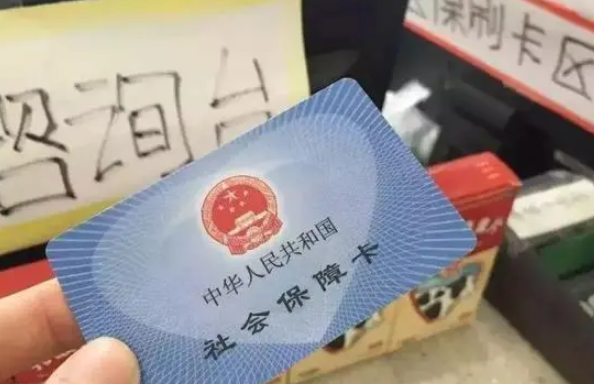 咨询台
保刷卡区
中华人民共和国
社会保障卡